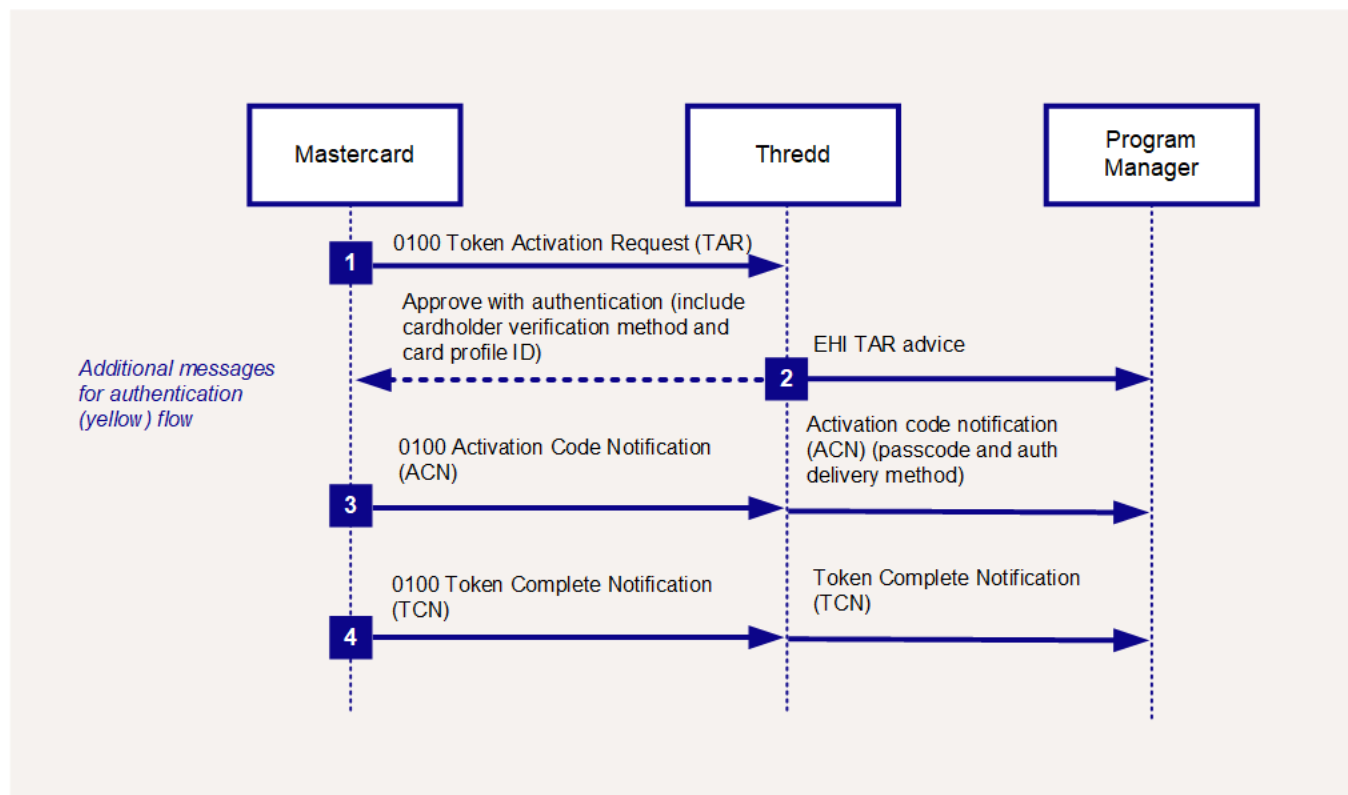 Mastercard
Thredd
Program
Manager
0100 Token Activation Request (TAR)
1
Approve with authentication (include
cardholder verification method and
card profile ID)
EHI TAR advice
2
Additional messages
for authentication
(yellow) flow
0100 Activation Code Notification
(ACN)
Activation code notification
(ACN) (passcode and auth
delivery method)
3
0100 Token Complete Notification
(TCN)
Token Complete Notification
(TCN)
4